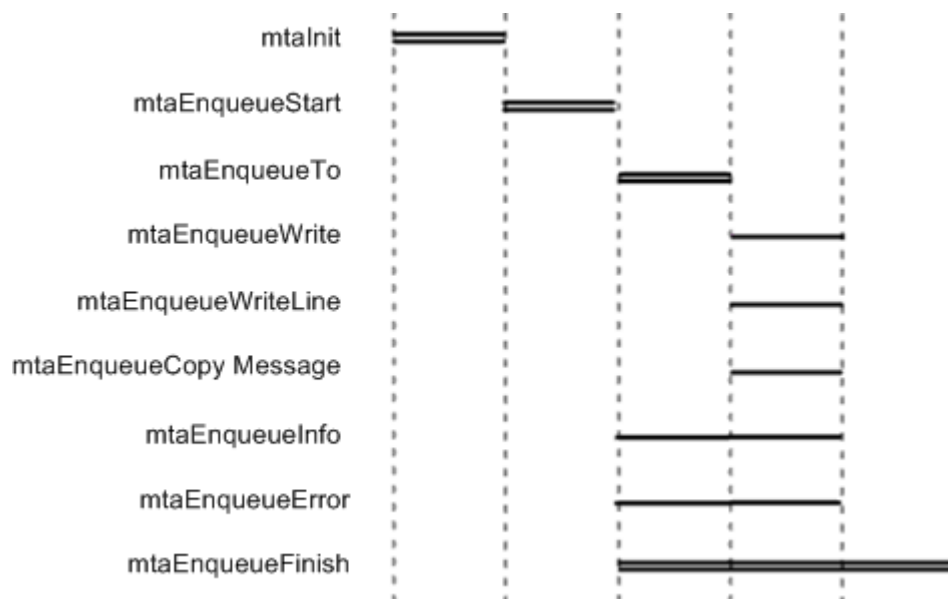 mtaInit
mtaEnqueueStart
mtaEnqueueTo
mtaEnqueueWrite
mtaEnqueueWriteLine
mtaEnqueueCopy Message
mtaEnqueueInfo
mtaEnqueueError
mtaEnqueueFinish